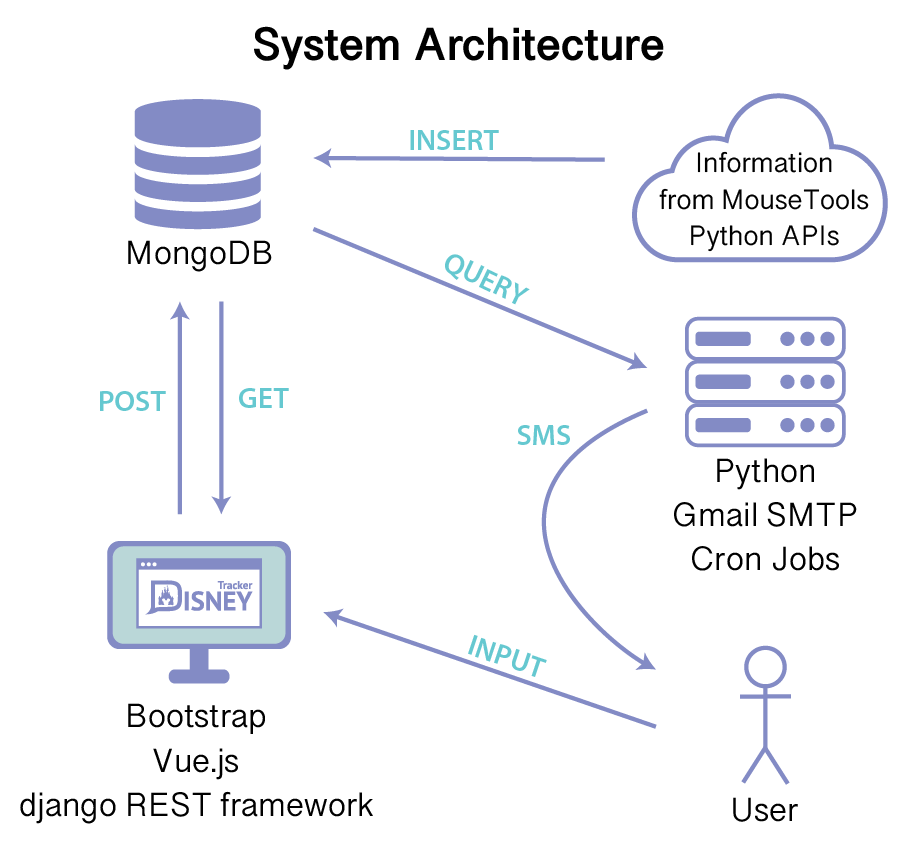 System Architecture
INSERT
Information
from MouseTools
Python APIs
MongoDB
QUERY
POST
GET
SMS
Python
Gmail SMTP
Cron Jobs
Tracker
DISNEY
INPUT
Bootstrap
Vue.js
django REST framework
User